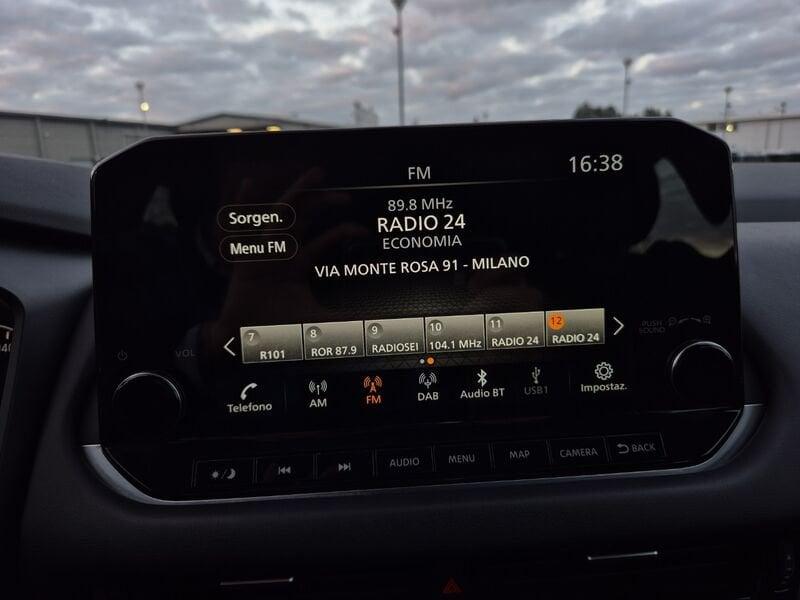 FM
16:38
Sorgen.
Menu FM
89.8 MHz
RADIO 24
ECONOMIA
VIA MONTE ROSA 91 - MILANO
7
R101
8
ROR 87.9
9
RADIOSEI
10
104.1 MHz
11
RADIO 24
12
RADIO 24
VOL
PUSH
SOUND
Telefono
AM
FM
DAB
Audio BT
USB1
Impostaz.
AUDIO
MENU
MAP
CAMERA
BACK